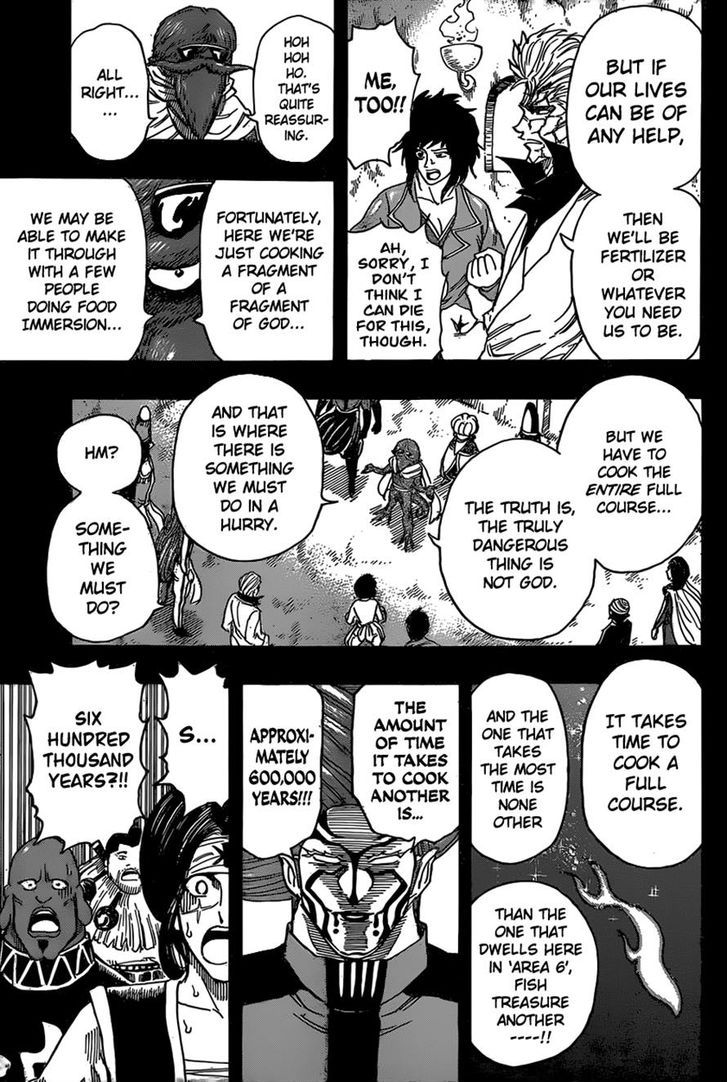 BUT IF
OUR LIVES
CAN BE OF
ANY HELP,
THEN
WE'LL BE
FERTILIZER
OR
WHATEVER
YOU NEED
US TO BE.
ME,
TOO!!
AH,
SORRY, I
DON'T
THINK I
CAN DIE
FOR THIS,
THOUGH.
HOH
HOH
HO.
THAT'S
QUITE
REASSUR-
ING.
ALL
RIGHT...
...
FORTUNATELY,
HERE WE'RE
JUST COOKING
A FRAGMENT
OF A
FRAGMENT
OF GOD...
WE MAY BE
ABLE TO MAKE
IT THROUGH
WITH A FEW
PEOPLE
DOING FOOD
IMMERSION...
BUT WE
HAVE TO
COOK THE
ENTIRE FULL
COURSE...
THE TRUTH IS,
THE TRULY
DANGEROUS
THING IS
NOT GOD.
AND THAT
IS WHERE
THERE IS
SOMETHING
WE MUST
DO IN A
HURRY.
HM?
SOME-
THING
WE
MUST
DO?
IT TAKES
TIME TO
COOK A
FULL
COURSE.
AND THE
ONE THAT
TAKES
THE MOST
TIME IS
NONE
OTHER
THAN THE
ONE THAT
DWELLS HERE
IN 'AREA 6',
FISH
TREASURE
ANOTHER
----!!
THE
AMOUNT
OF TIME
IT TAKES
TO COOK
ANOTHER
IS...
APPROXI-
MATELY
600,000
YEARS!!!
S...
SIX
HUNDRED
THOUSAND
YEARS?!!